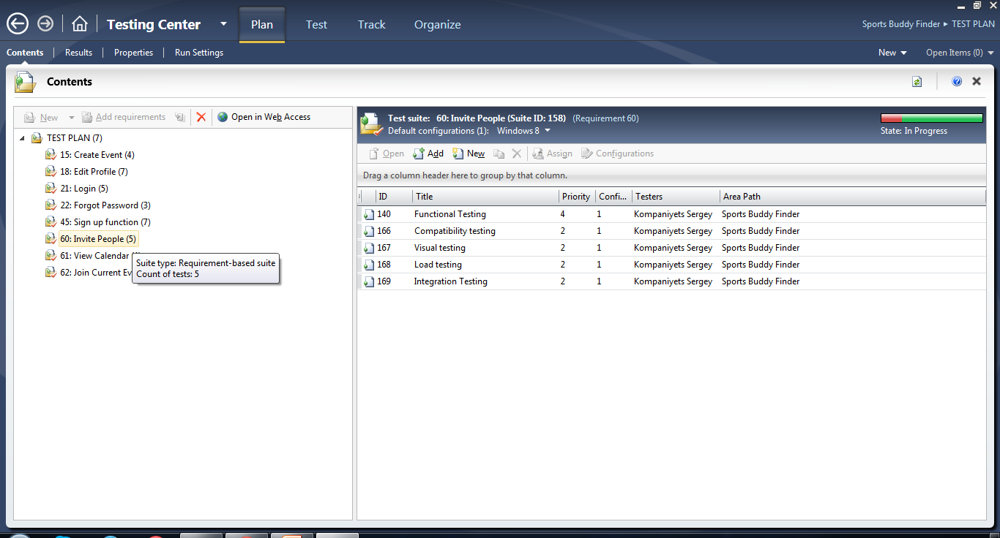 Testing Center Plan Test Track Organize
Sports Buddy Finder ▸ TEST PLAN
Contents Results Properties Run Settings
New Open Items (0)
Contents
New Add requirements Open in Web Access
TEST PLAN (7)
15: Create Event (4)
18: Edit Profile (7)
21: Login (5)
22: Forgot Password (3)
45: Sign up function (7)
60: Invite People (5)
61: View Calendar
62: Join Current Ev
Suite type: Requirement-based suite
Count of tests: 5
Test suite: 60: Invite People (Suite ID: 158) (Requirement 60)
Default configurations (1): Windows 8
State: In Progress
Open Add New Assign Configurations
Drag a column header here to group by that column.
ID Title Priority Confi... Testers Area Path
140 Functional Testing 4 1 Kompaniyets Sergey Sports Buddy Finder
166 Compatibility testing 2 1 Kompaniyets Sergey Sports Buddy Finder
167 Visual testing 2 1 Kompaniyets Sergey Sports Buddy Finder
168 Load testing 2 1 Kompaniyets Sergey Sports Buddy Finder
169 Integration Testing 2 1 Kompaniyets Sergey Sports Buddy Finder